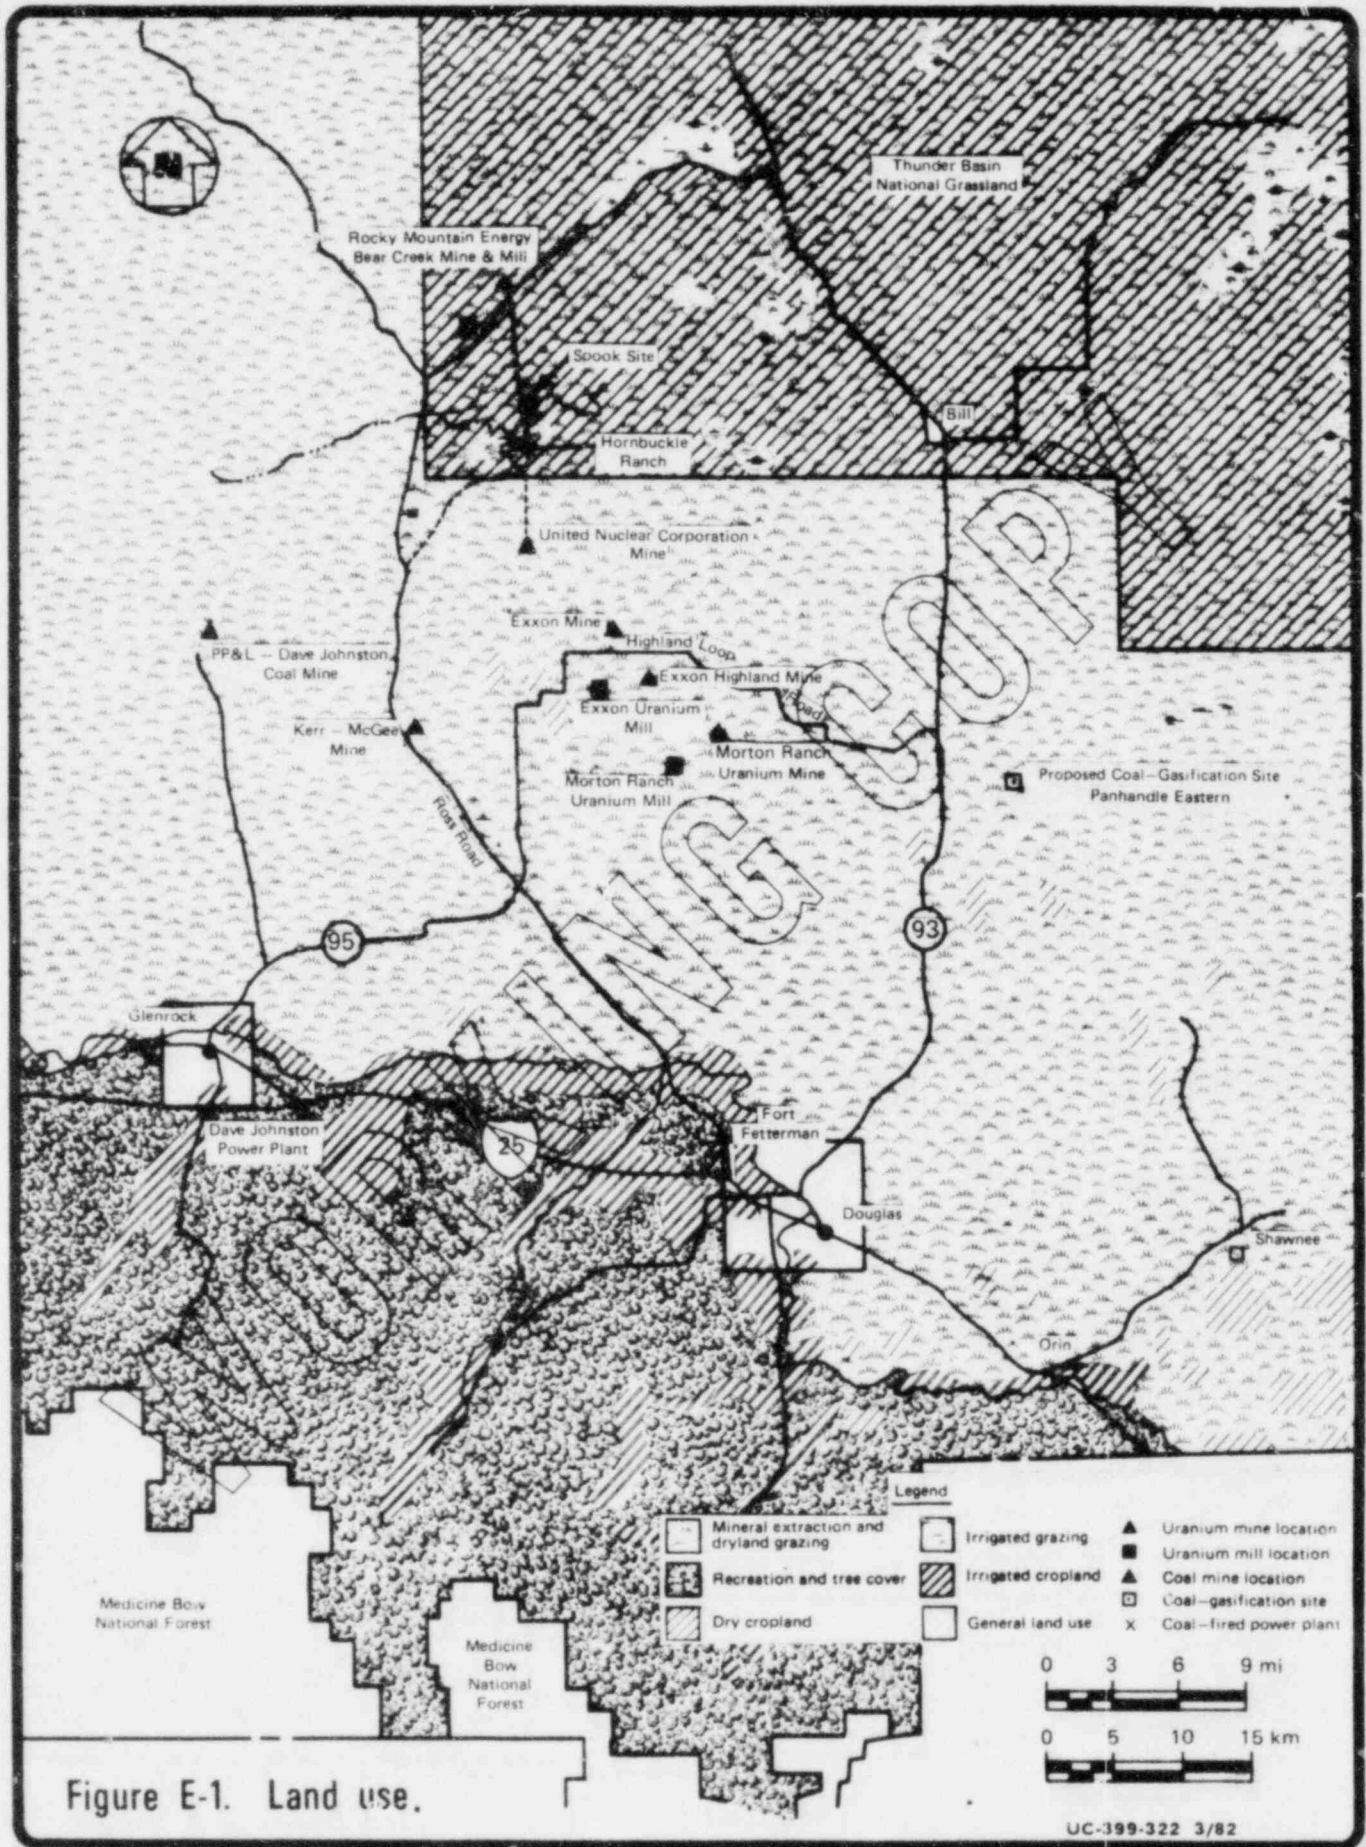 Thunder Basin
National Grassland
Rocky Mountain Energy
Bear Creek Mine & Mill
Spook Site
Bill
Hornbuckle
Ranch
United Nuclear Corporation
Mine
Exxon Mine
Highland Loop
(Road)
PP&L — Dave Johnston
Coal Mine
Exxon Highland Mine
Exxon Uranium
Mill
Kerr – McGee
Mine
Morton Ranch
Uranium Mine
Morton Ranch
Uranium Mill
Proposed Coal—Gasification Site
Panhandle Eastern
Ross Road
95
93
Glenrock
Dave Johnston
Power Plant
25
Fort
Fetterman
Douglas
Shawnee
Orin
Medicine Bow
National Forest
Medicine
Bow
National
Forest
Legend
Mineral extraction and
dryland grazing
Recreation and tree cover
Dry cropland
Irrigated grazing
Irrigated cropland
General land use
Uranium mine location
Uranium mill location
Coal mine location
Coal—gasification site
x Coal—fired power plant
0 3 6 9 mi
0 5 10 15 km
Figure E-1. Land use.
UC-399-322 3/82